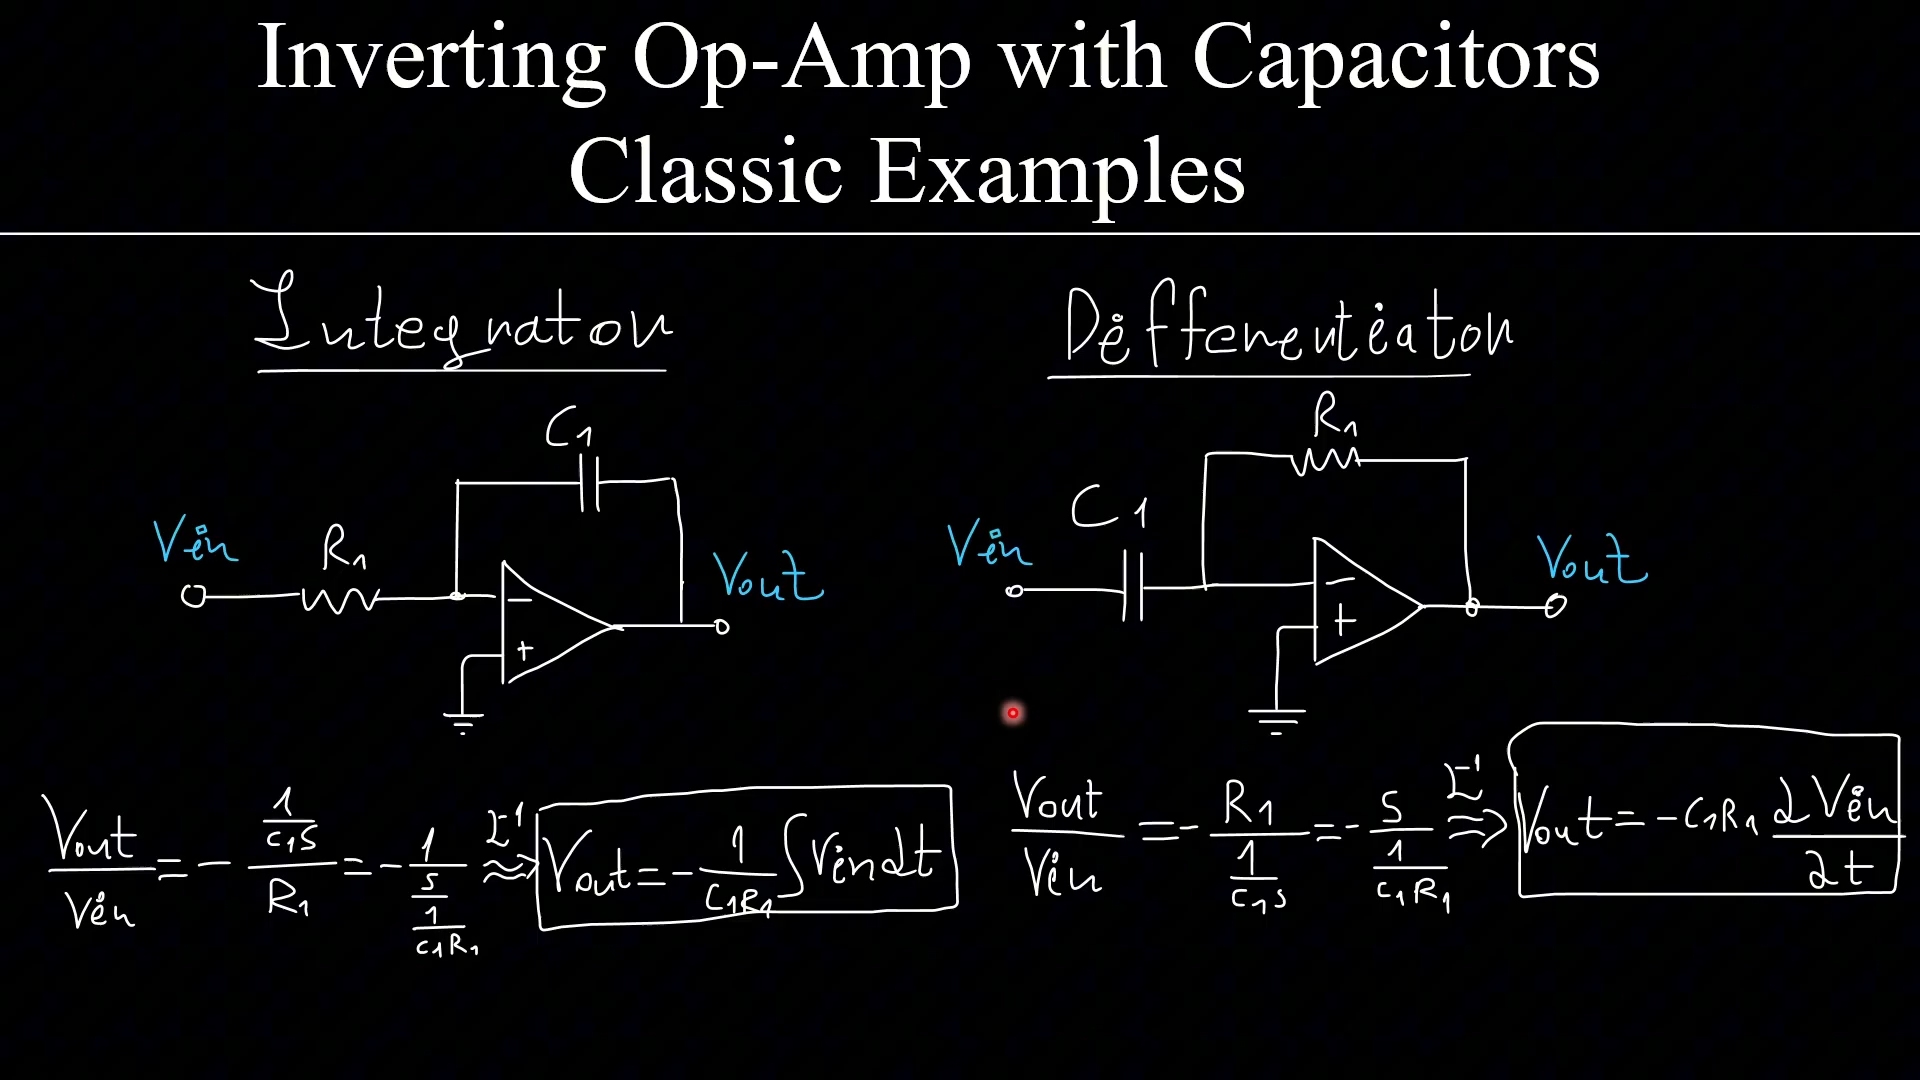 Inverting Op-Amp with Capacitors
Classic Examples
Integrator
C1
Vin
R1
Vout
−
+
Vout/Vin = − (1/(C1S))/R1 = − 1/(S/(1/(C1R1))) L⁻¹ ⇒ Vout = − 1/(C1R1) ∫ Vin dt
Differentiator
R1
C1
Vin
Vout
−
+
Vout/Vin = − R1/(1/(C1S)) = − S/(1/(C1R1)) L⁻¹ ⇒ Vout = − C1R1 dVin/dt